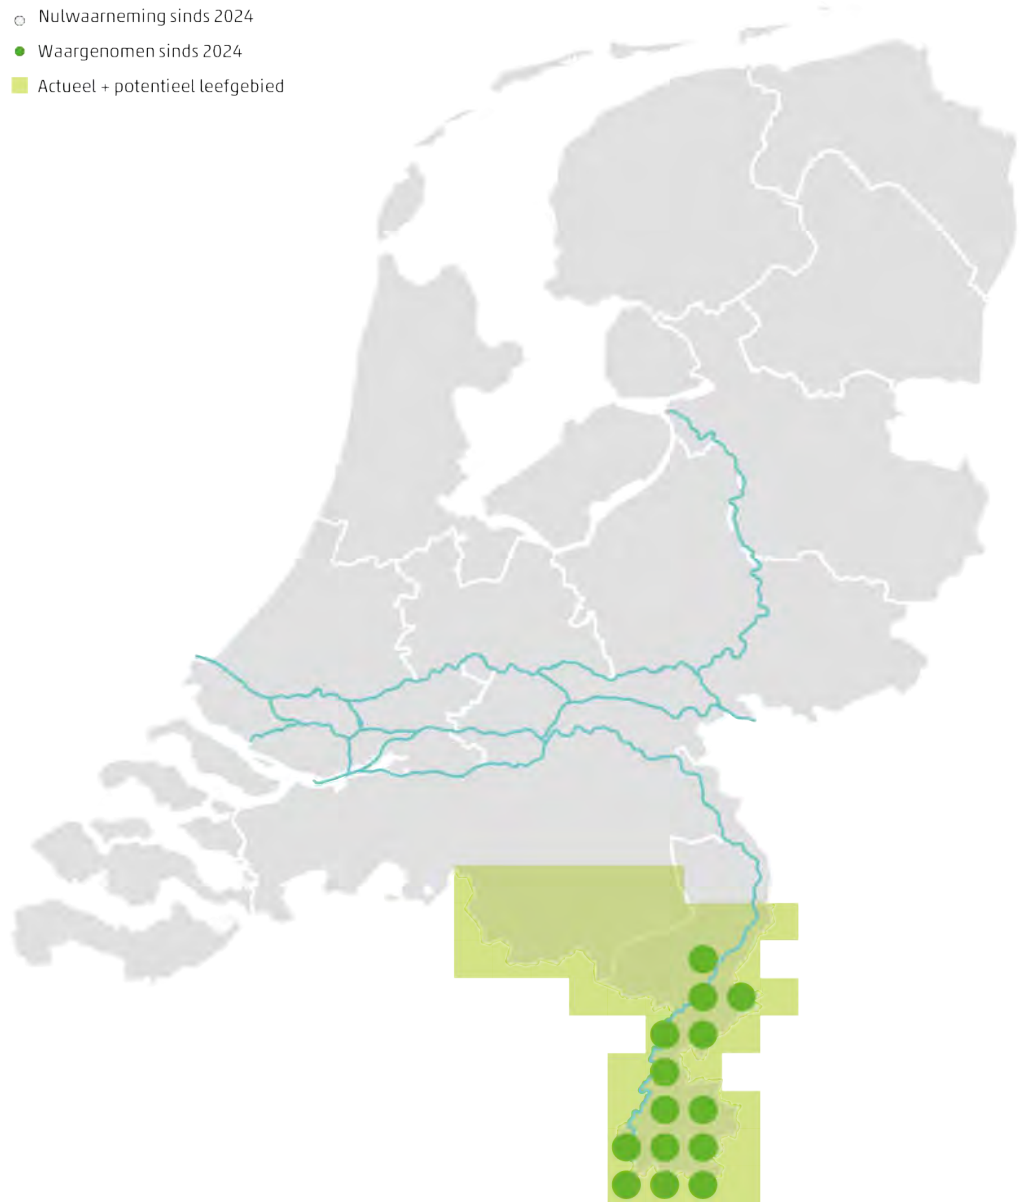 Nulwaarneming sinds 2024
Waargenomen sinds 2024
Actueel + potentieel leefgebied